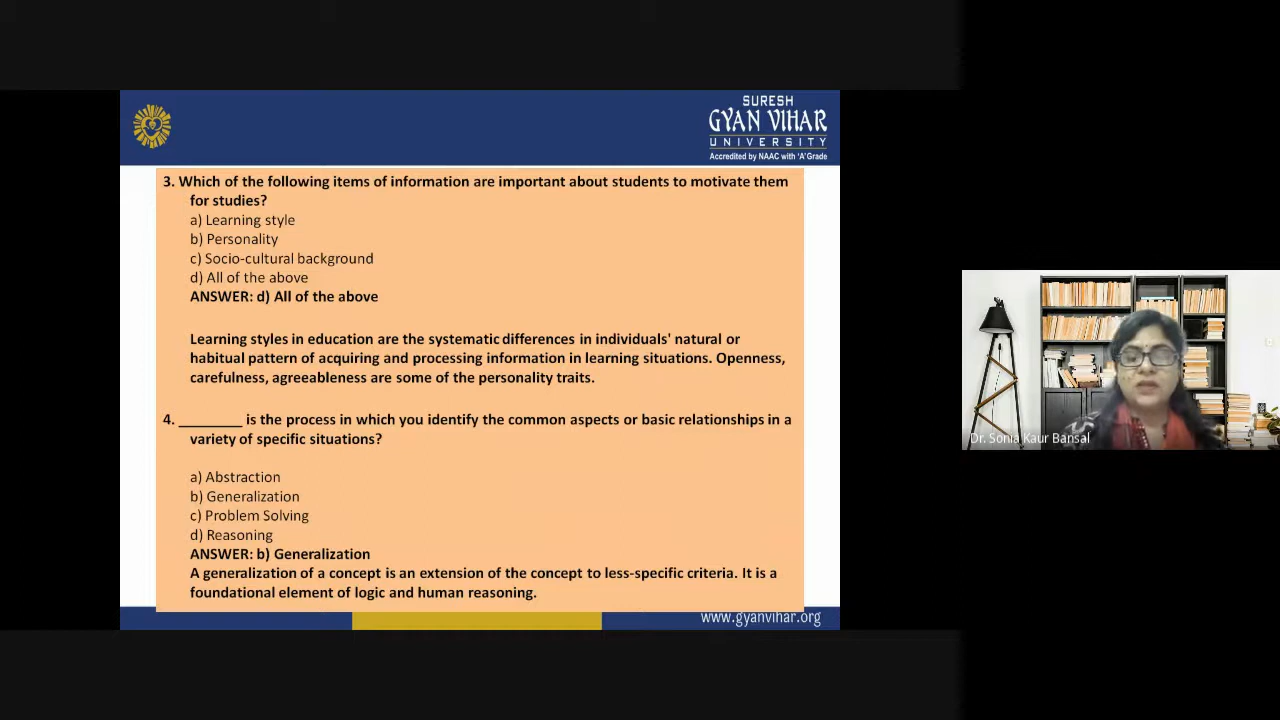 SURESH
GYAN VIHAR
UNIVERSITY
Accredited by NAAC with 'A' Grade
3. Which of the following items of information are important about students to motivate them
for studies?
a) Learning style
b) Personality
c) Socio-cultural background
d) All of the above
ANSWER: d) All of the above
Learning styles in education are the systematic differences in individuals' natural or
habitual pattern of acquiring and processing information in learning situations. Openness,
carefulness, agreeableness are some of the personality traits.
4. ________ is the process in which you identify the common aspects or basic relationships in a
variety of specific situations?
a) Abstraction
b) Generalization
c) Problem Solving
d) Reasoning
ANSWER: b) Generalization
A generalization of a concept is an extension of the concept to less-specific criteria. It is a
foundational element of logic and human reasoning.
www.gyanvihar.org
Dr. Sonia Kaur Bansal